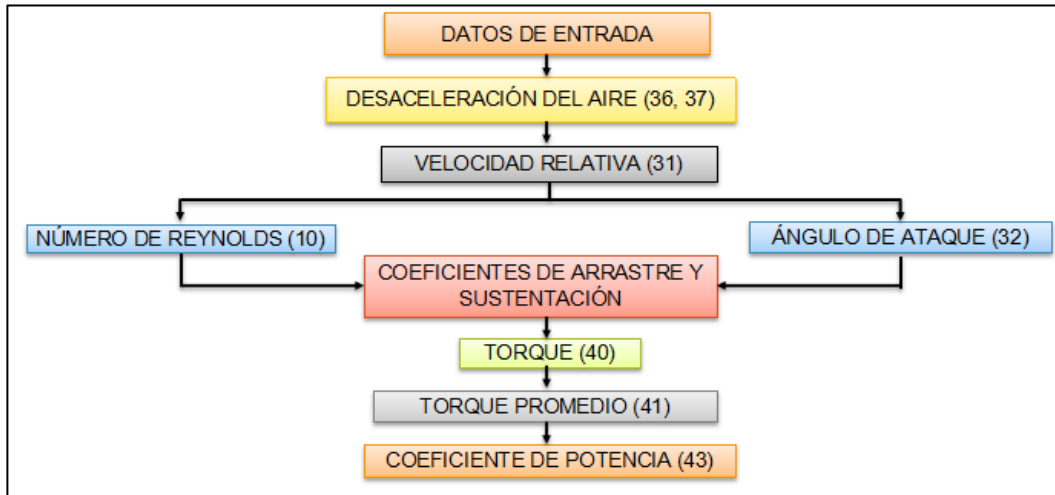 DATOS DE ENTRADA
DESACELERACIÓN DEL AIRE (36, 37)
VELOCIDAD RELATIVA (31)
NÚMERO DE REYNOLDS (10)
ÁNGULO DE ATAQUE (32)
COEFICIENTES DE ARRASTRE Y
SUSTENTACIÓN
TORQUE (40)
TORQUE PROMEDIO (41)
COEFICIENTE DE POTENCIA (43)